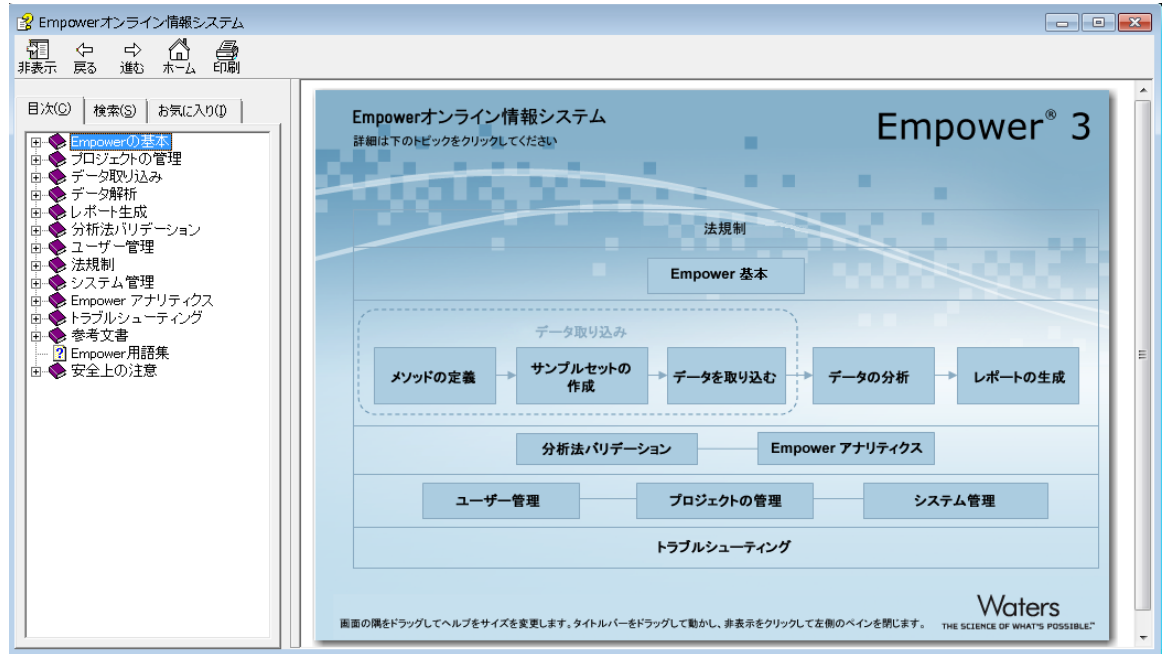 Empowerオンライン情報システム
非表示 戻る 進む ホーム 印刷
目次(C) 検索(S) お気に入り(I)
Empowerの基本
プロジェクトの管理
データ取り込み
データ解析
レポート生成
分析法バリデーション
ユーザー管理
法規制
システム管理
Empower アナリティクス
トラブルシューティング
参考文書
Empower用語集
安全上の注意
Empowerオンライン情報システム
詳細は下のトピックをクリックしてください
Empower® 3
法規制
Empower 基本
データ取り込み
メソッドの定義
サンプルセットの
作成
データを取り込む
データの分析
レポートの生成
分析法バリデーション
Empower アナリティクス
ユーザー管理
プロジェクトの管理
システム管理
トラブルシューティング
画面の隅をドラッグしてヘルプをサイズを変更します。タイトルバーをドラッグして動かし、非表示をクリックして左側のペインを閉じます。
Waters
THE SCIENCE OF WHAT'S POSSIBLE.™